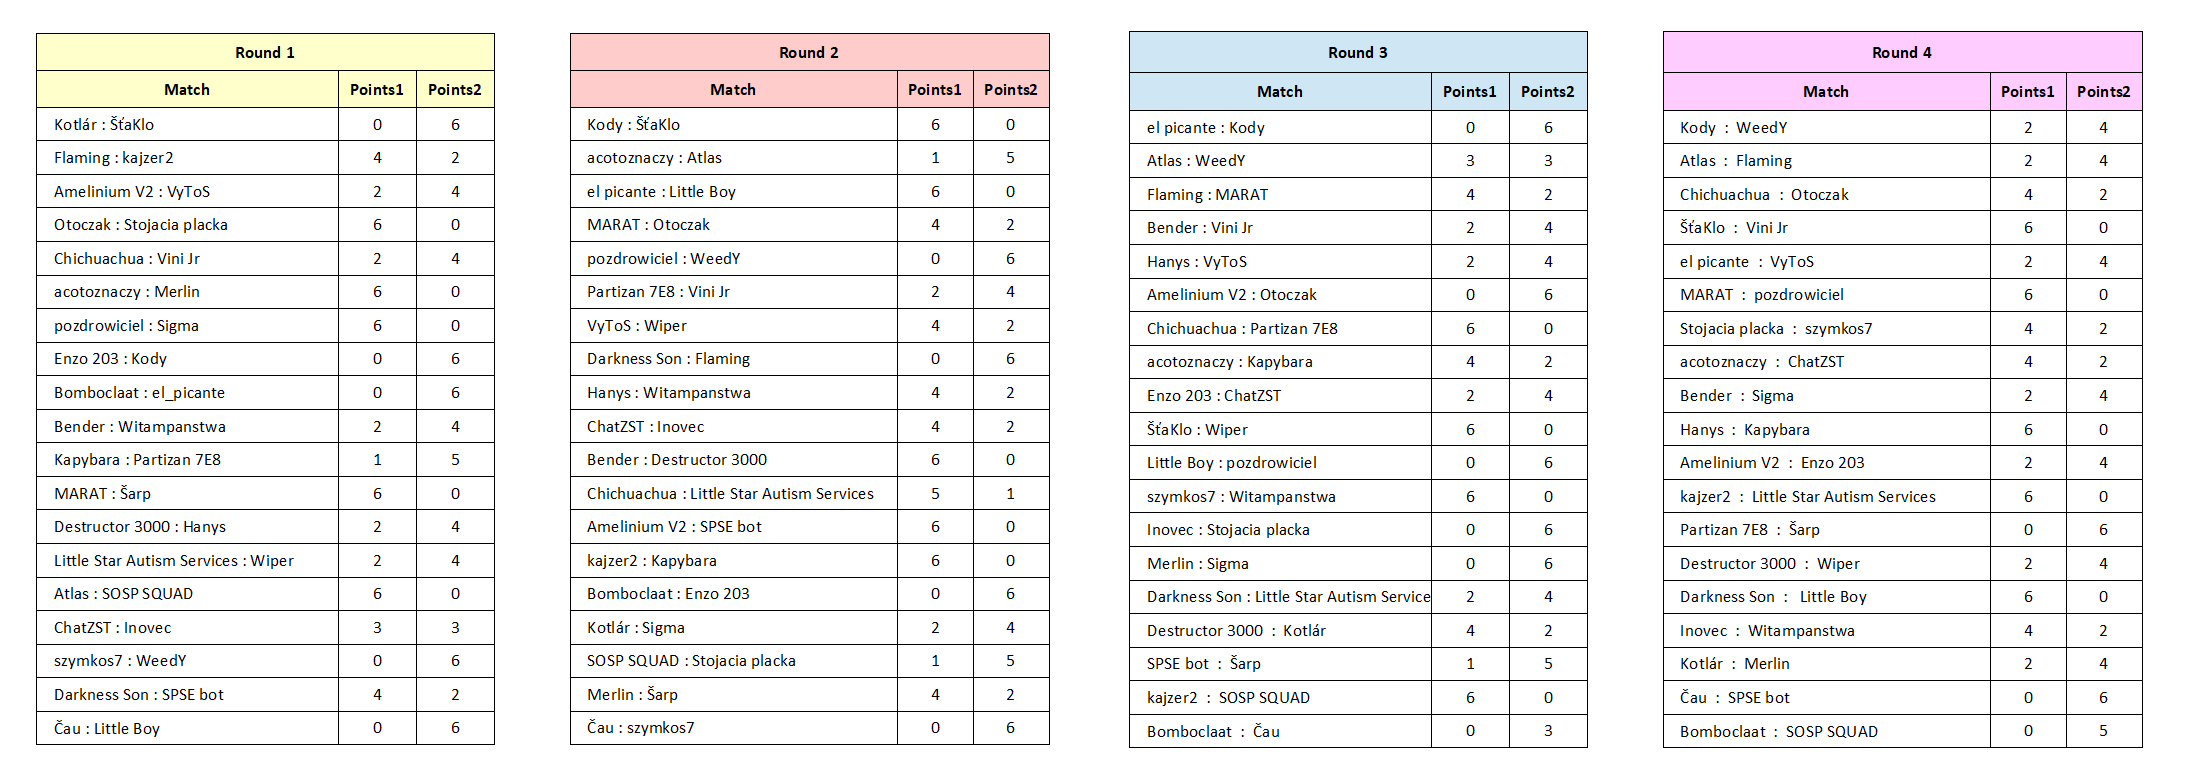 Round 1
Match Points1 Points2
Kotlár : ŠťaKlo 0 6
Flaming : kajzer2 4 2
Amelinium V2 : VyToS 2 4
Otoczak : Stojacia placka 6 0
Chichuachua : Vini Jr 2 4
acotoznaczy : Merlin 6 0
pozdrowiciel : Sigma 6 0
Enzo 203 : Kody 0 6
Bomboclaat : el_picante 0 6
Bender : Witampanstwa 2 4
Kapybara : Partizan 7E8 1 5
MARAT : Šarp 6 0
Destructor 3000 : Hanys 2 4
Little Star Autism Services : Wiper 2 4
Atlas : SOSP SQUAD 6 0
ChatZST : Inovec 3 3
szymkos7 : WeedY 0 6
Darkness Son : SPSE bot 4 2
Čau : Little Boy 0 6
Round 2
Match Points1 Points2
Kody : ŠťaKlo 6 0
acotoznaczy : Atlas 1 5
el picante : Little Boy 6 0
MARAT : Otoczak 4 2
pozdrowiciel : WeedY 0 6
Partizan 7E8 : Vini Jr 2 4
VyToS : Wiper 4 2
Darkness Son : Flaming 0 6
Hanys : Witampanstwa 4 2
ChatZST : Inovec 4 2
Bender : Destructor 3000 6 0
Chichuachua : Little Star Autism Services 5 1
Amelinium V2 : SPSE bot 6 0
kajzer2 : Kapybara 6 0
Bomboclaat : Enzo 203 0 6
Kotlár : Sigma 2 4
SOSP SQUAD : Stojacia placka 1 5
Merlin : Šarp 4 2
Čau : szymkos7 0 6
Round 3
Match Points1 Points2
el picante : Kody 0 6
Atlas : WeedY 3 3
Flaming : MARAT 4 2
Bender : Vini Jr 2 4
Hanys : VyToS 2 4
Amelinium V2 : Otoczak 0 6
Chichuachua : Partizan 7E8 6 0
acotoznaczy : Kapybara 4 2
Enzo 203 : ChatZST 2 4
ŠťaKlo : Wiper 6 0
Little Boy : pozdrowiciel 0 6
szymkos7 : Witampanstwa 6 0
Inovec : Stojacia placka 0 6
Merlin : Sigma 0 6
Darkness Son : Little Star Autism Service 2 4
Destructor 3000 : Kotlár 4 2
SPSE bot : Šarp 1 5
kajzer2 : SOSP SQUAD 6 0
Bomboclaat : Čau 0 3
Round 4
Match Points1 Points2
Kody : WeedY 2 4
Atlas : Flaming 2 4
Chichuachua : Otoczak 4 2
ŠťaKlo : Vini Jr 6 0
el picante : VyToS 2 4
MARAT : pozdrowiciel 6 0
Stojacia placka : szymkos7 4 2
acotoznaczy : ChatZST 4 2
Bender : Sigma 2 4
Hanys : Kapybara 6 0
Amelinium V2 : Enzo 203 2 4
kajzer2 : Little Star Autism Services 6 0
Partizan 7E8 : Šarp 0 6
Destructor 3000 : Wiper 2 4
Darkness Son : Little Boy 6 0
Inovec : Witampanstwa 4 2
Kotlár : Merlin 2 4
Čau : SPSE bot 0 6
Bomboclaat : SOSP SQUAD 0 5